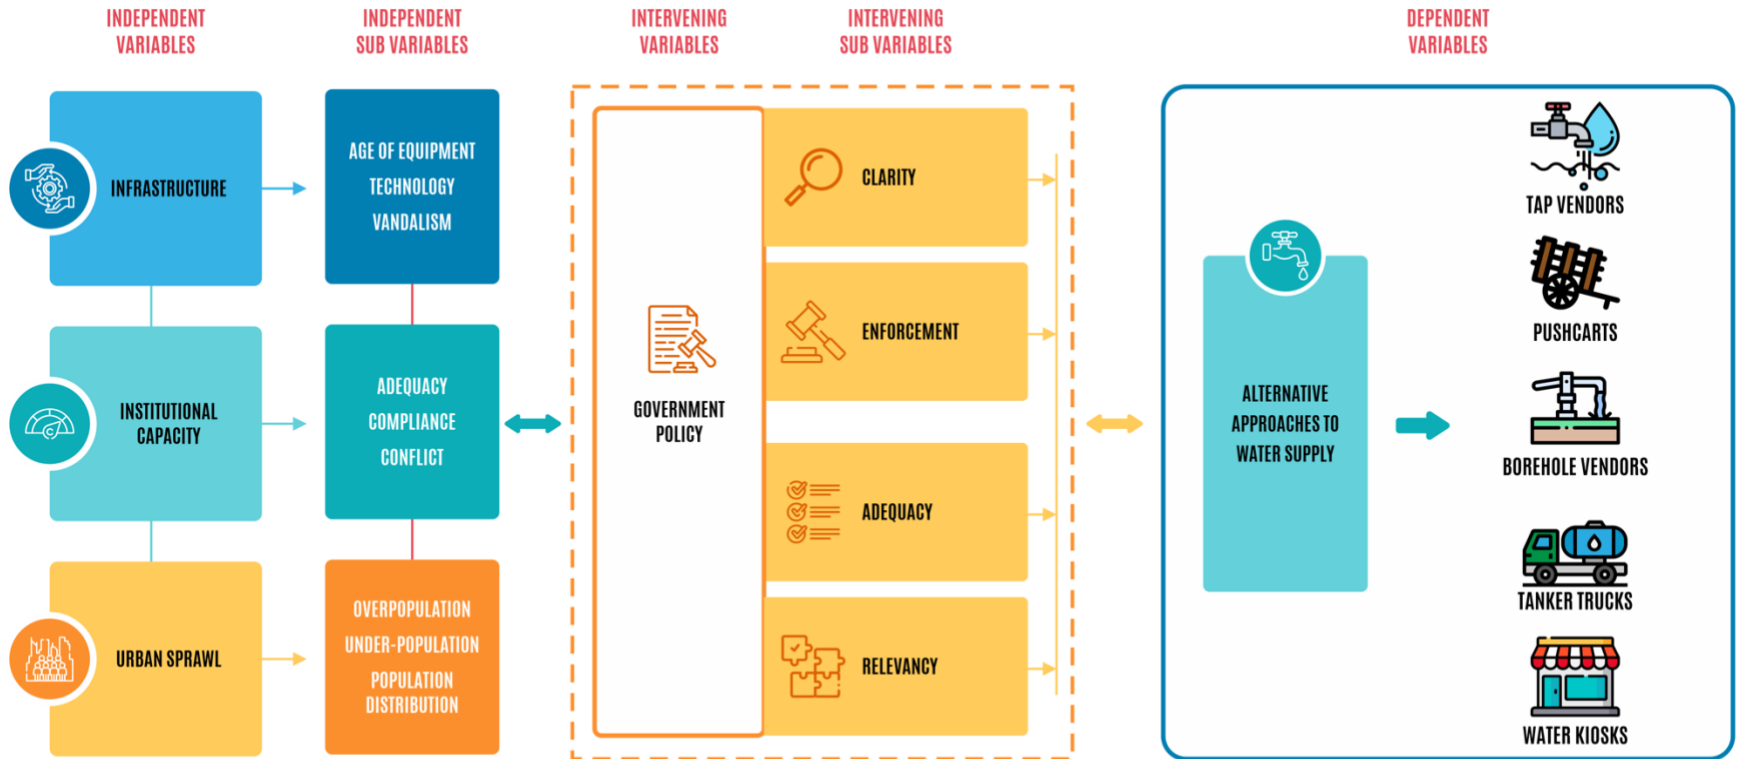 INDEPENDENT
VARIABLES
INDEPENDENT
SUB VARIABLES
INTERVENING
VARIABLES
INTERVENING
SUB VARIABLES
DEPENDENT
VARIABLES
INFRASTRUCTURE
AGE OF EQUIPMENT
TECHNOLOGY
VANDALISM
INSTITUTIONAL
CAPACITY
ADEQUACY
COMPLIANCE
CONFLICT
URBAN SPRAWL
OVERPOPULATION
UNDER-POPULATION
POPULATION
DISTRIBUTION
GOVERNMENT
POLICY
CLARITY
ENFORCEMENT
ADEQUACY
RELEVANCY
ALTERNATIVE
APPROACHES TO
WATER SUPPLY
TAP VENDORS
PUSHCARTS
BOREHOLE VENDORS
TANKER TRUCKS
WATER KIOSKS